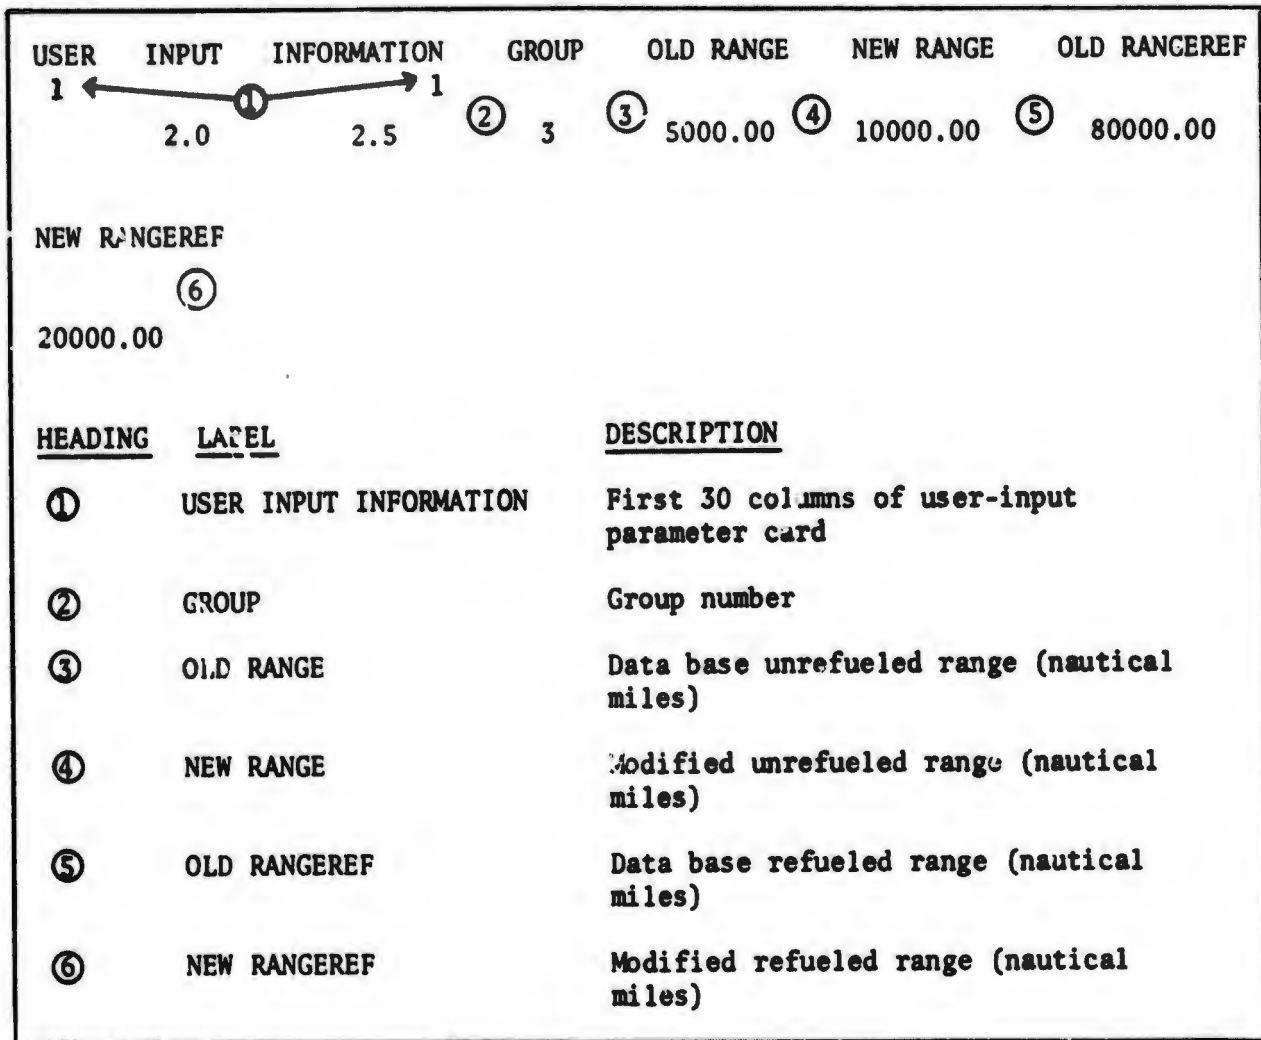 USER INPUT INFORMATION GROUP OLD RANGE NEW RANGE OLD RANGEREF
1 ① 1
2.0 2.5 ② 3 ③ 5000.00 ④ 10000.00 ⑤ 80000.00
NEW RANGEREF
⑥
20000.00
HEADING LABEL DESCRIPTION
① USER INPUT INFORMATION First 30 columns of user-input
parameter card
② GROUP Group number
③ OLD RANGE Data base unrefueled range (nautical
miles)
④ NEW RANGE Modified unrefueled range (nautical
miles)
⑤ OLD RANGEREF Data base refueled range (nautical
miles)
⑥ NEW RANGEREF Modified refueled range (nautical
miles)